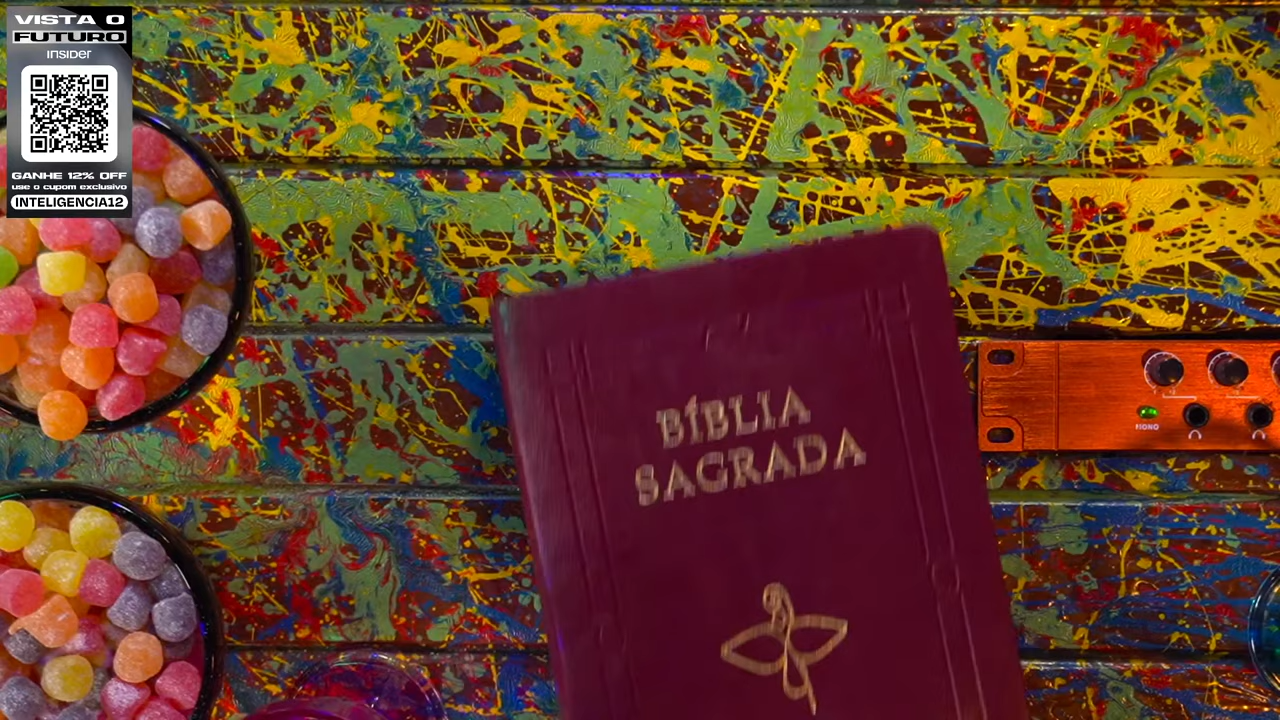 VISTA O
FUTURO
INSIDER
GANHE 12% OFF
use o cupom exclusivo
INTELIGENCIA12
BÍBLIA
SAGRADA